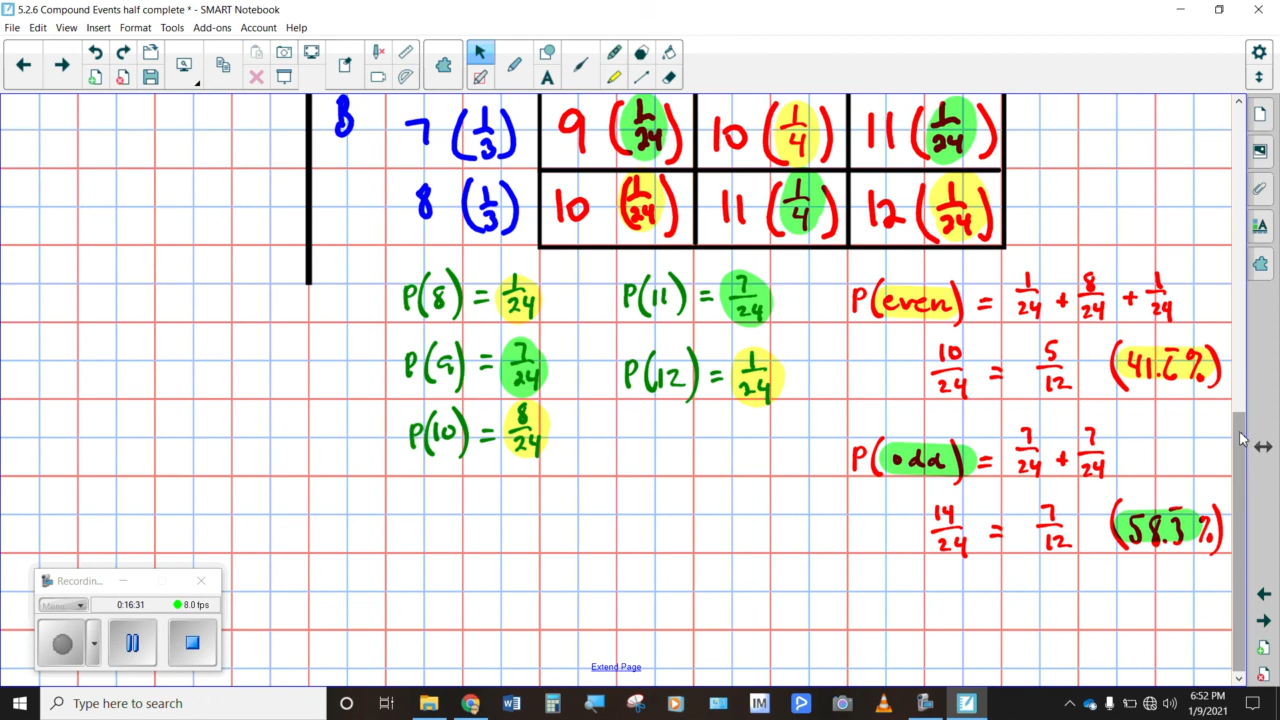 5.2.6 Compound Events half complete * - SMART Notebook
File Edit View Insert Format Tools Add-ons Account Help
B 7 (1/3) 9 (1/24) 10 (1/4) 11 (1/24)
8 (1/3) 10 (1/24) 11 (1/4) 12 (1/24)
P(8) = 1/24 P(11) = 7/24 P(even) = 1/24 + 8/24 + 1/24
P(9) = 7/24 P(12) = 1/24 10/24 = 5/12 (41.6̅%)
P(10) = 8/24 P(odd) = 7/24 + 7/24
14/24 = 7/12 (58.3̅%)
Recordin...
0:16:31 8.0 fps
Extend Page
Type here to search
6:52 PM
1/9/2021